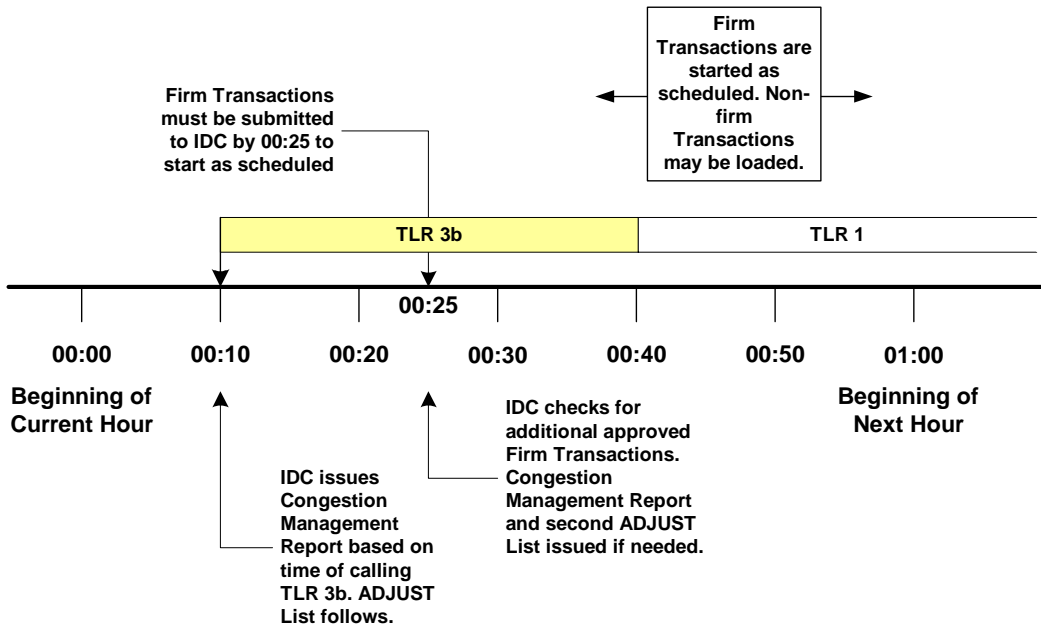 Firm
Transactions are
started as
scheduled. Non-
firm
Transactions
may be loaded.
Firm Transactions
must be submitted
to IDC by 00:25 to
start as scheduled
TLR 3b
TLR 1
00:25
00:00
00:10
00:20
00:30
00:40
00:50
01:00
Beginning of
Current Hour
Beginning of
Next Hour
IDC issues
Congestion
Management
Report based on
time of calling
TLR 3b. ADJUST
List follows.
IDC checks for
additional approved
Firm Transactions.
Congestion
Management Report
and second ADJUST
List issued if needed.